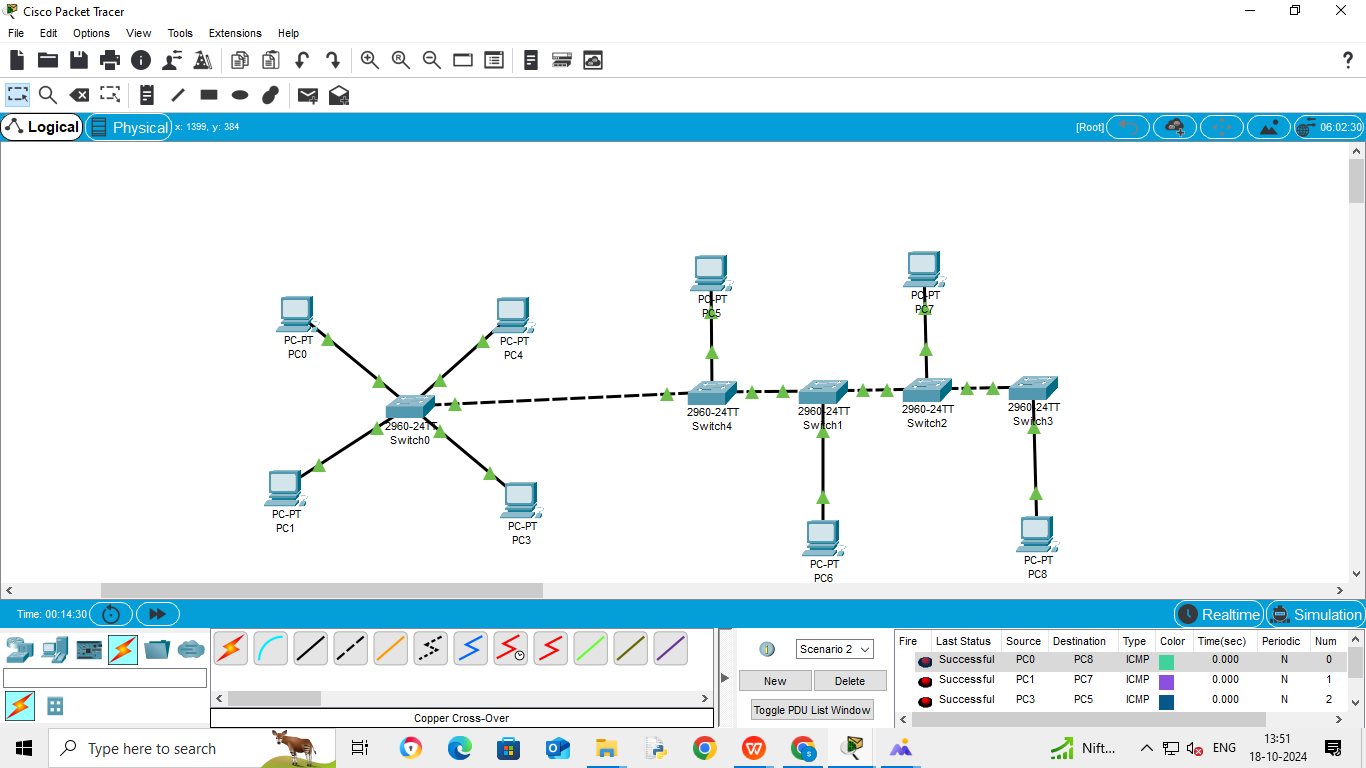 Cisco Packet Tracer
File Edit Options View Tools Extensions Help
Logical Physical x: 1399, y: 384 [Root] 06:02:30
PC-PT
PC0
PC-PT
PC4
PC-PT
PC5
PC-PT
PC7
2960-24TT
Switch0
2960-24TT
Switch4
2960-24TT
Switch1
2960-24TT
Switch2
2960-24TT
Switch3
PC-PT
PC1
PC-PT
PC3
PC-PT
PC6
PC-PT
PC8
Time: 00:14:30 Realtime Simulation
Scenario 2
New Delete
Toggle PDU List Window
Copper Cross-Over
Fire Last Status Source Destination Type Color Time(sec) Periodic Num
Successful PC0 PC8 ICMP 0.000 N 0
Successful PC1 PC7 ICMP 0.000 N 1
Successful PC3 PC5 ICMP 0.000 N 2
Type here to search
Nift... ENG 13:51
18-10-2024